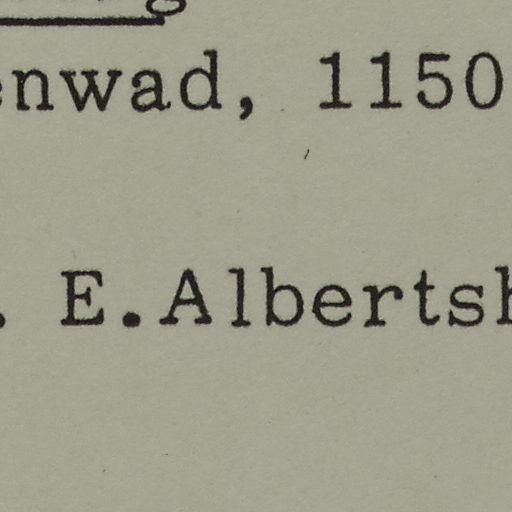 enwad, 1150
. E.Albertsh